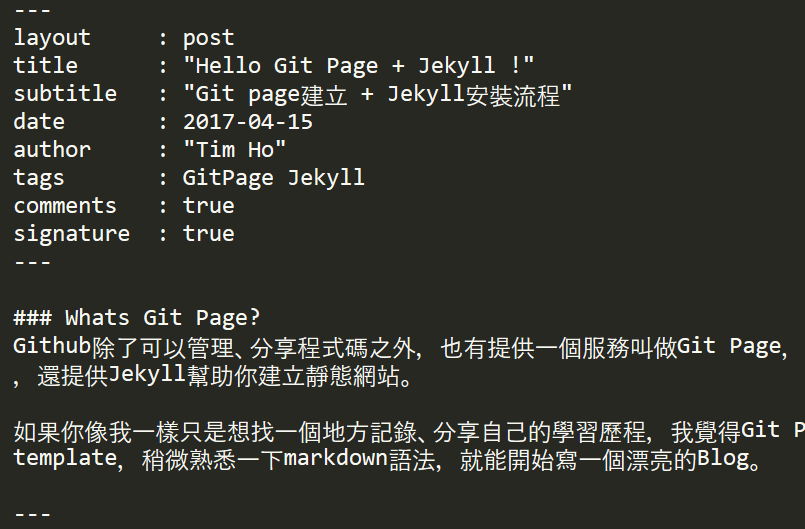 ---
layout     : post
title      : "Hello Git Page + Jekyll !"
subtitle   : "Git page建立 + Jekyll安裝流程"
date       : 2017-04-15
author     : "Tim Ho"
tags       : GitPage Jekyll
comments   : true
signature  : true
---
### Whats Git Page?
Github除了可以管理、分享程式碼之外, 也有提供一個服務叫做Git Page,
, 還提供Jekyll幫助你建立靜態網站。
如果你像我一樣只是想找一個地方記錄、分享自己的學習歷程, 我覺得Git P
template, 稍微熟悉一下markdown語法, 就能開始寫一個漂亮的Blog。
---